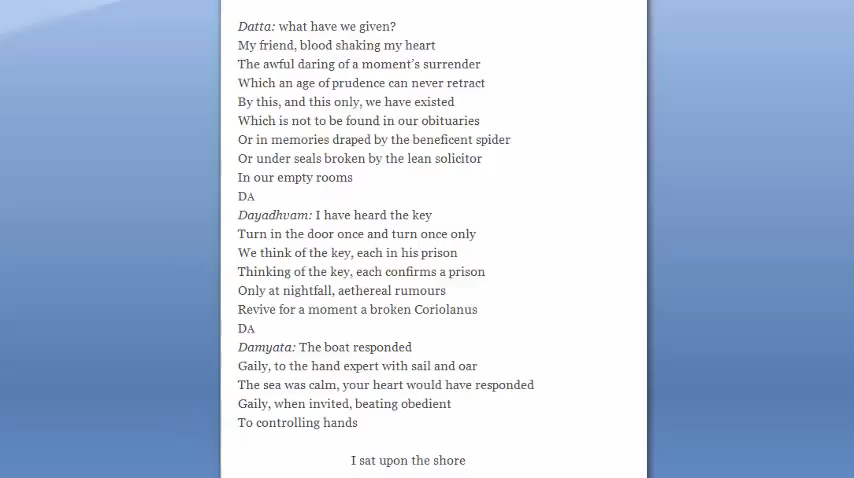 Datta: what have we given?
My friend, blood shaking my heart
The awful daring of a moment’s surrender
Which an age of prudence can never retract
By this, and this only, we have existed
Which is not to be found in our obituaries
Or in memories draped by the beneficent spider
Or under seals broken by the lean solicitor
In our empty rooms
DA
Dayadhvam: I have heard the key
Turn in the door once and turn once only
We think of the key, each in his prison
Thinking of the key, each confirms a prison
Only at nightfall, aethereal rumours
Revive for a moment a broken Coriolanus
DA
Damyata: The boat responded
Gaily, to the hand expert with sail and oar
The sea was calm, your heart would have responded
Gaily, when invited, beating obedient
To controlling hands
I sat upon the shore